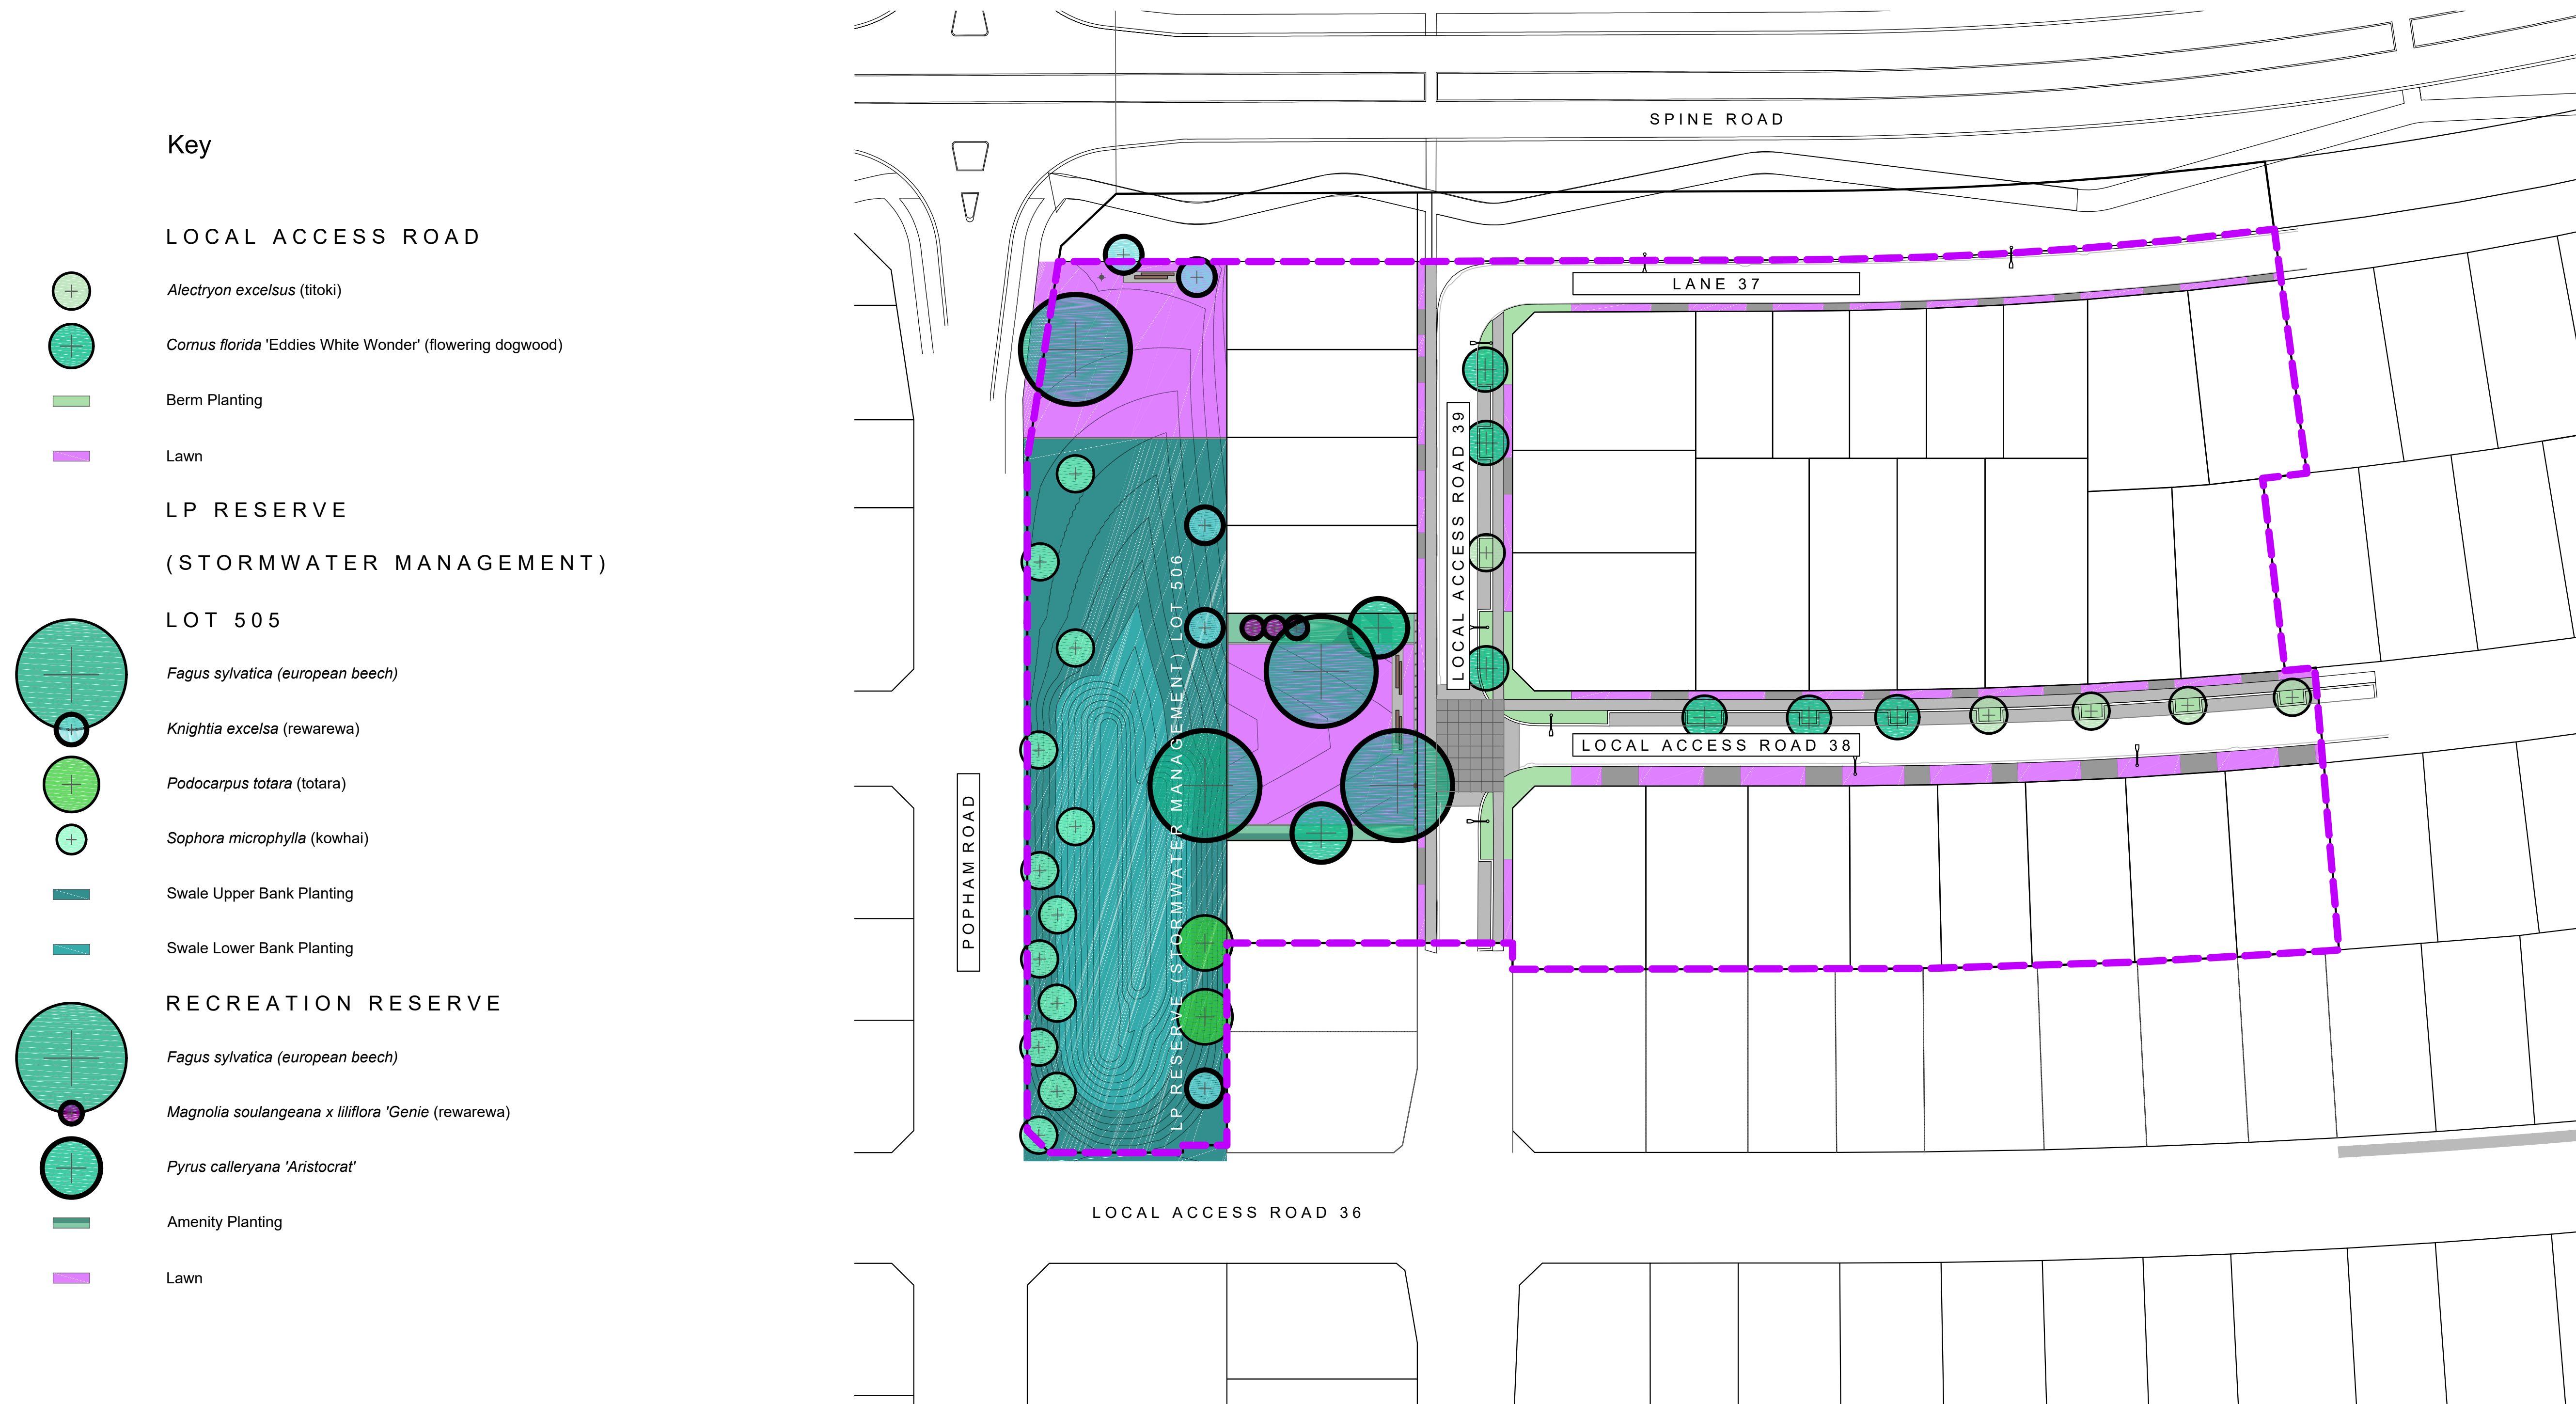 Key
LOCAL ACCESS ROAD
Alectryon excelsus (titoki)
Cornus florida 'Eddies White Wonder' (flowering dogwood)
Berm Planting
Lawn
LP RESERVE
(STORMWATER MANAGEMENT)
LOT 505
Fagus sylvatica (european beech)
Knightia excelsa (rewarewa)
Podocarpus totara (totara)
Sophora microphylla (kowhai)
Swale Upper Bank Planting
Swale Lower Bank Planting
RECREATION RESERVE
Fagus sylvatica (european beech)
Magnolia soulangeana x liliflora 'Genie (rewarewa)
Pyrus calleryana 'Aristocrat'
Amenity Planting
Lawn
SPINE ROAD
LANE 37
LOCAL ACCESS ROAD 39
LP RESERVE (STORMWATER MANAGEMENT) LOT 506
LOCAL ACCESS ROAD 38
POPHAM ROAD
LOCAL ACCESS ROAD 36